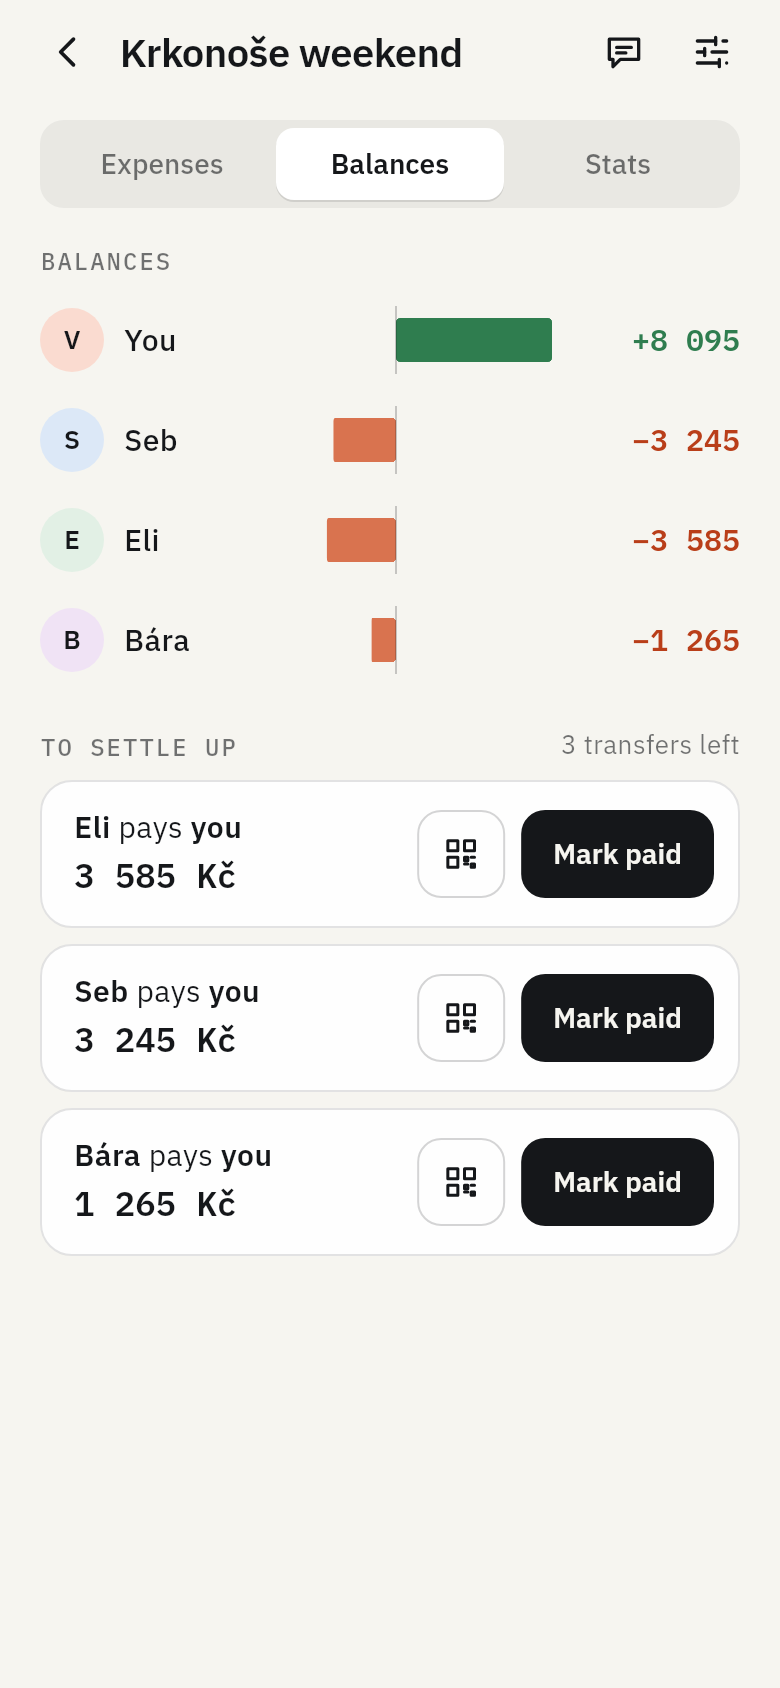 Krkonoše weekend
Expenses Balances Stats
BALANCES
V You +8 095
S Seb −3 245
E Eli −3 585
B Bára −1 265
TO SETTLE UP 3 transfers left
Eli pays you
3 585 Kč
Mark paid
Seb pays you
3 245 Kč
Mark paid
Bára pays you
1 265 Kč
Mark paid